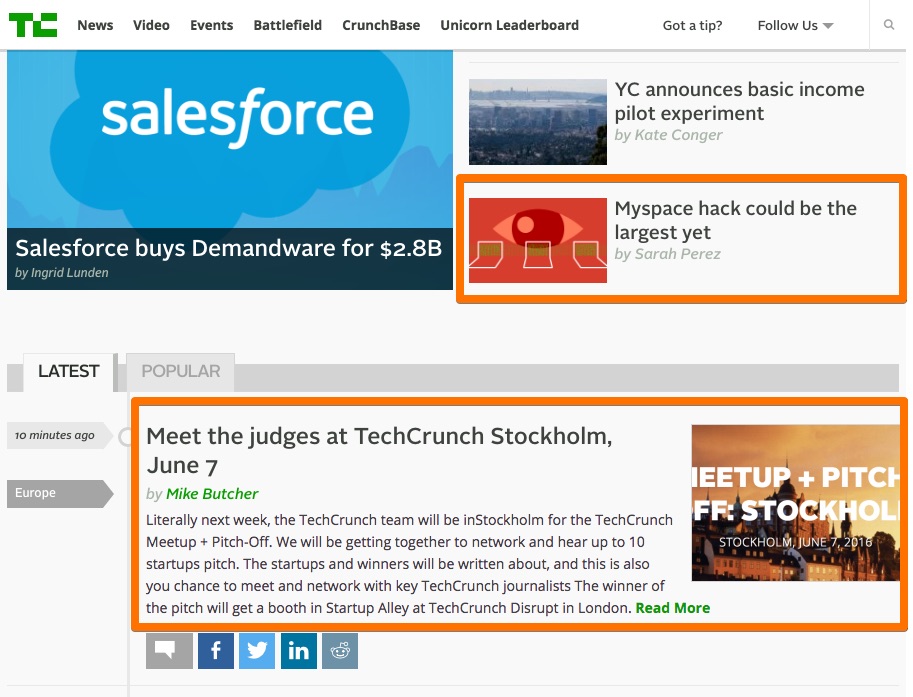 TC News Video Events Battlefield CrunchBase Unicorn Leaderboard Got a tip? Follow Us
salesforce
Salesforce buys Demandware for $2.8B
by Ingrid Lunden
YC announces basic income
pilot experiment
by Kate Conger
Myspace hack could be the
largest yet
by Sarah Perez
LATEST POPULAR
10 minutes ago
Europe
Meet the judges at TechCrunch Stockholm,
June 7
by Mike Butcher
Literally next week, the TechCrunch team will be inStockholm for the TechCrunch
Meetup + Pitch-Off. We will be getting together to network and hear up to 10
startups pitch. The startups and winners will be written about, and this is also
you chance to meet and network with key TechCrunch journalists The winner of
the pitch will get a booth in Startup Alley at TechCrunch Disrupt in London. Read More
MEETUP + PITCH
OFF: STOCKHOL
STOCKHOLM, JUNE 7, 2016
f in